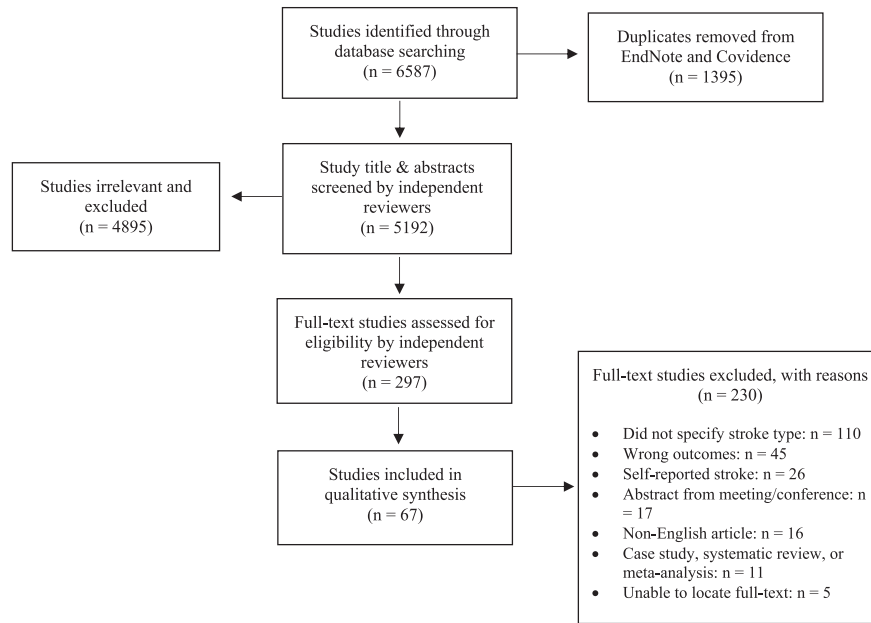 Studies identified through
database searching
(n = 6587)
Duplicates removed from
EndNote and Covidence
(n = 1395)
Study title & abstracts
screened by independent
reviewers
(n = 5192)
Studies irrelevant and
excluded
(n = 4895)
Full-text studies assessed for
eligibility by independent
reviewers
(n = 297)
Full-text studies excluded, with reasons
(n = 230)
• Did not specify stroke type: n = 110
• Wrong outcomes: n = 45
• Self-reported stroke: n = 26
• Abstract from meeting/conference: n
= 17
• Non-English article: n = 16
• Case study, systematic review, or
meta-analysis: n = 11
• Unable to locate full-text: n = 5
Studies included in
qualitative synthesis
(n = 67)